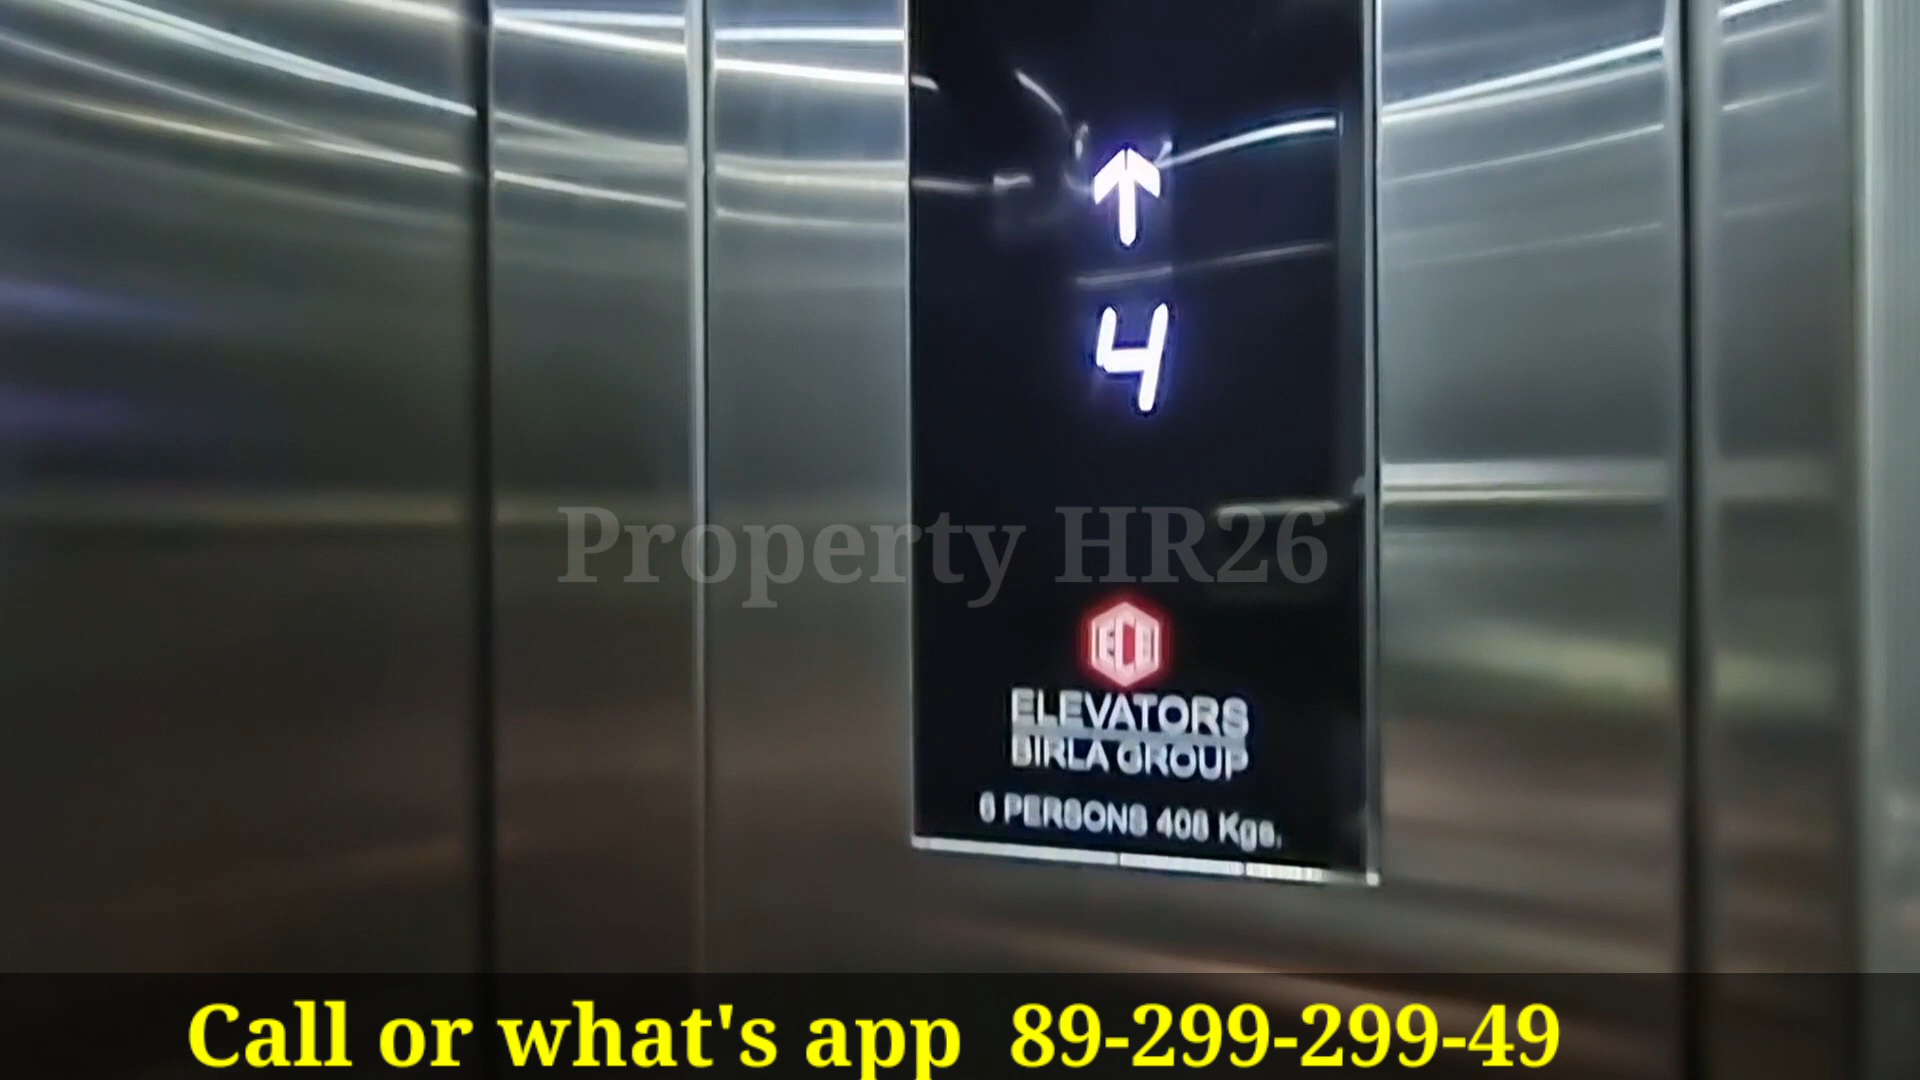 ↑
4
Property HR26
ECE
ELEVATORS
BIRLA GROUP
6 PERSONS 408 Kgs.
Call or what's app 89-299-299-49